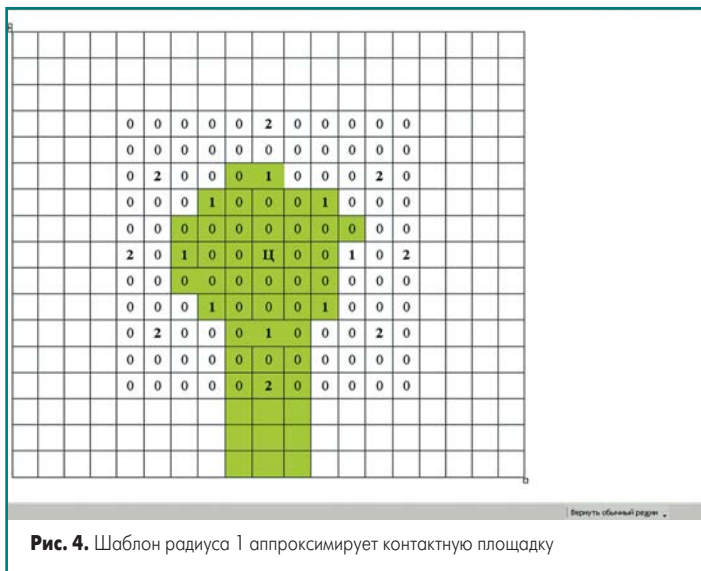 0 0 0 0 0 2 0 0 0 0 0
0 0 0 0 0 0 0 0 0 0 0
0 2 0 0 0 1 0 0 0 2 0
0 0 0 1 0 0 0 1 0 0 0
0 0 0 0 0 0 0 0 0 0 0
2 0 1 0 0 Ц 0 0 1 0 2
0 0 0 0 0 0 0 0 0 0 0
0 0 0 1 0 0 0 1 0 0 0
0 2 0 0 0 1 0 0 0 2 0
0 0 0 0 0 0 0 0 0 0 0
0 0 0 0 0 2 0 0 0 0 0
Вернуть обычный режим
Рис. 4. Шаблон радиуса 1 аппроксимирует контактную площадку